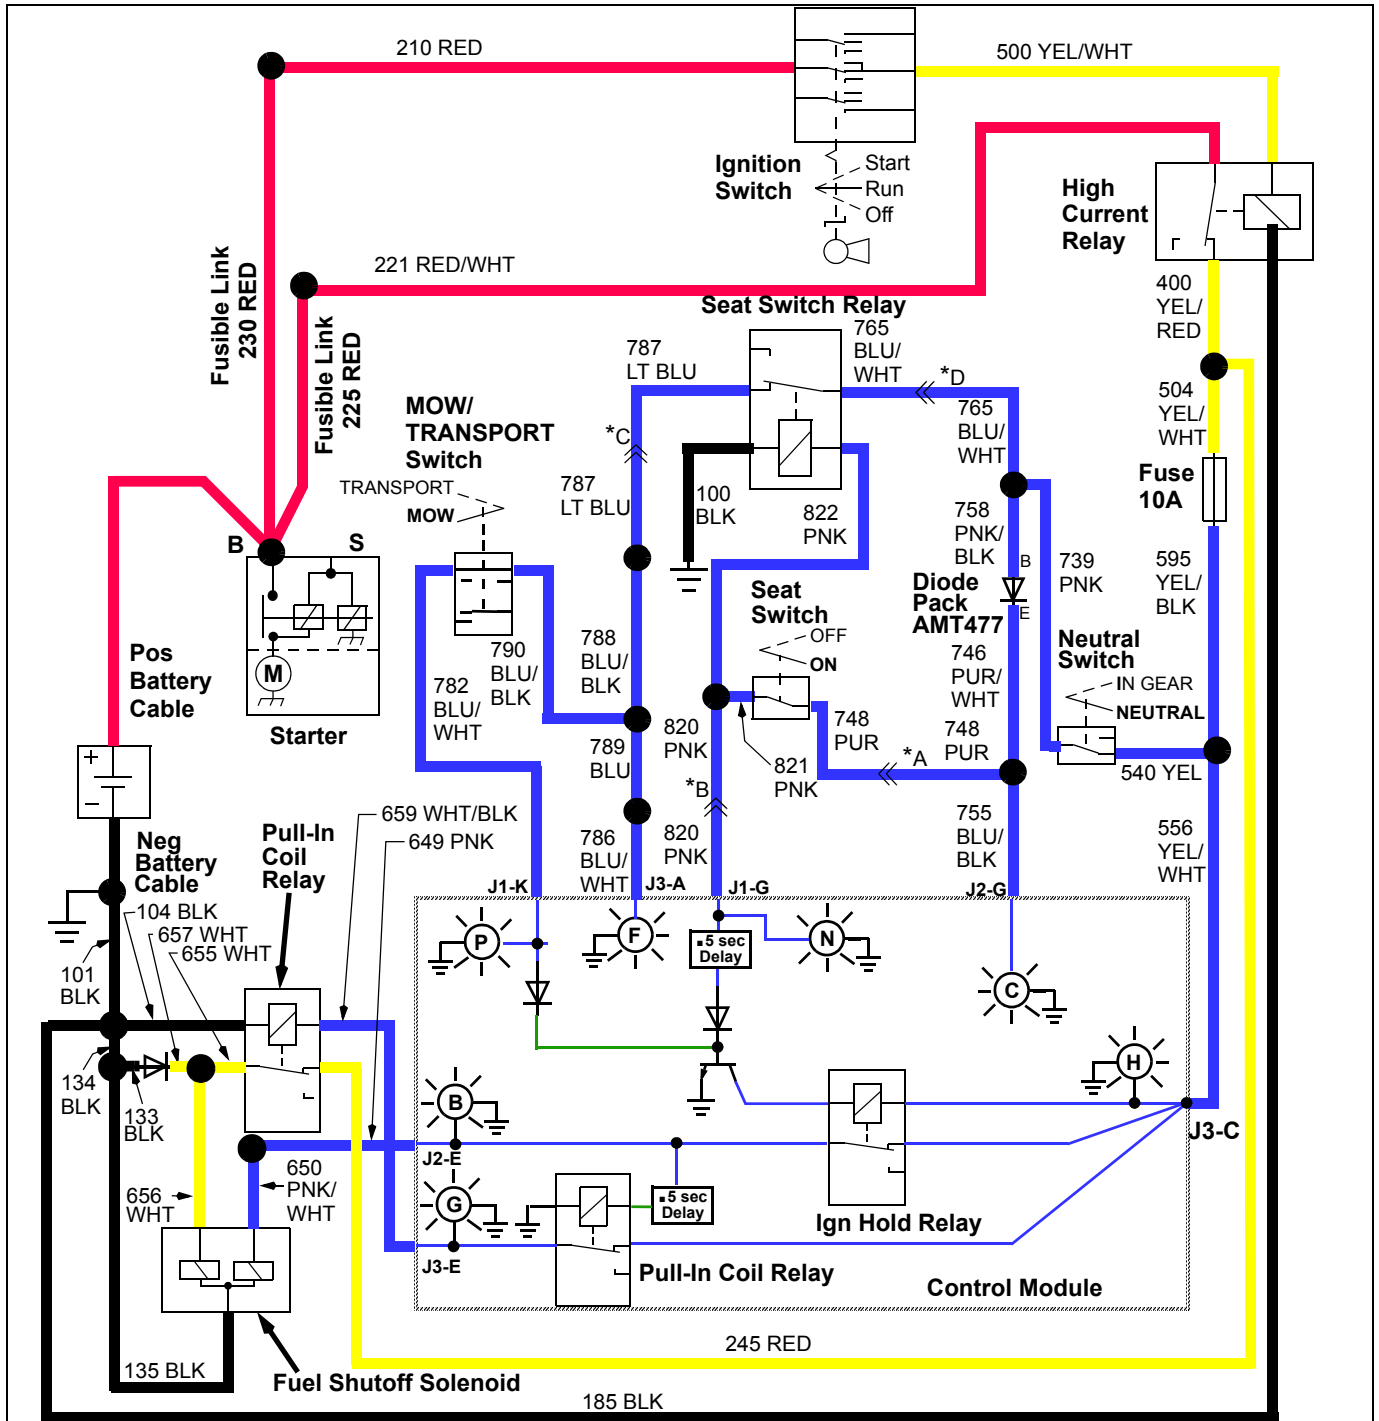 210 RED
500 YEL/WHT
Ignition
Switch
Start
Run
Off
High
Current
Relay
Fusible Link
230 RED
Fusible Link
225 RED
221 RED/WHT
Seat Switch Relay
400
YEL/
RED
787
LT BLU
765
BLU/
WHT
*D
504
YEL/
WHT
MOW/
TRANSPORT
Switch
*C
765
BLU/
WHT
Fuse
10A
TRANSPORT
MOW
787
LT BLU
100
BLK
822
PNK
758
PNK/
BLK
B
E
739
PNK
595
YEL/
BLK
B
S
M
Starter
Diode
Pack
AMT477
Seat
Switch
OFF
ON
Neutral
Switch
IN GEAR
NEUTRAL
Pos
Battery
Cable
782
BLU/
WHT
790
BLU/
BLK
788
BLU/
BLK
746
PUR/
WHT
789
BLU
820
PNK
748
PUR
*A
748
PUR
540 YEL
+
−
*B
821
PNK
659 WHT/BLK
649 PNK
786
BLU/
WHT
820
PNK
755
BLU/
BLK
556
YEL/
WHT
Pull-In
Coil
Relay
Neg
Battery
Cable
J1-K
J3-A
J1-G
J2-G
104 BLK
657 WHT
655 WHT
P
F
.5 sec
Delay
N
C
101
BLK
134
BLK
133
BLK
H
B
J2-E
J3-C
650
PNK/
WHT
656
WHT
G
.5 sec
Delay
Ign Hold Relay
J3-E
Pull-In Coil Relay
Control Module
135 BLK
Fuel Shutoff Solenoid
245 RED
185 BLK